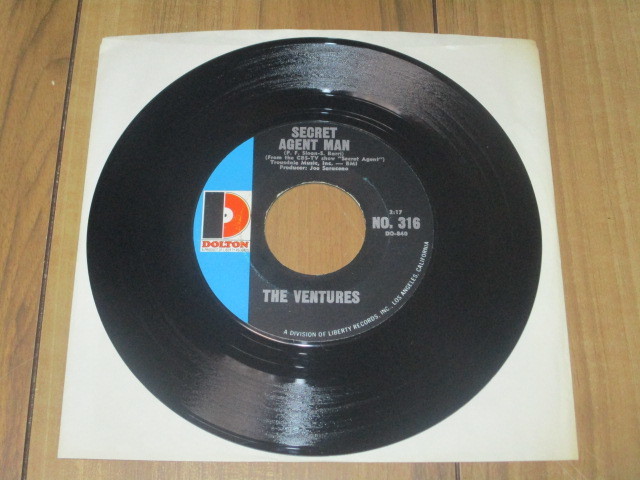 SECRET
AGENT MAN
(P. F. Sloan-S. Barri)
(From the CBS-TV show "Secret Agent")
Trousdale Music, Inc. — BMI
Producer: Joe Saraceno
2:17
NO. 316
DO-848
D
DOLTON
THE VENTURES
A DIVISION OF LIBERTY RECORDS, INC., LOS ANGELES, CALIFORNIA